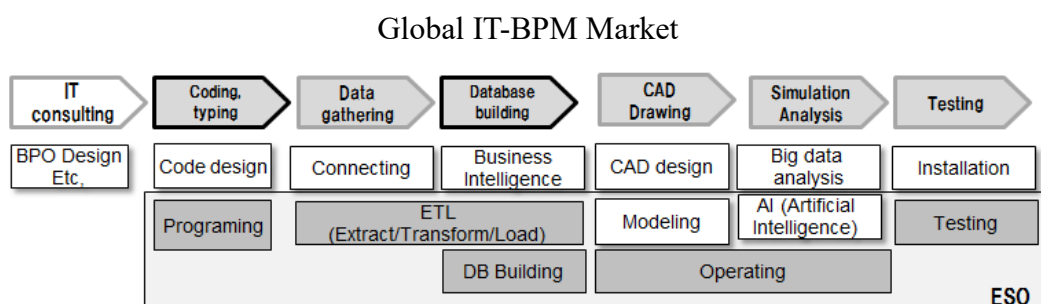 Global IT-BPM Market
IT
consulting
Coding,
typing
Data
gathering
Database
building
CAD
Drawing
Simulation
Analysis
Testing
BPO Design
Etc,
Code design
Connecting
Business
Intelligence
CAD design
Big data
analysis
Installation
Programing
ETL
(Extract/Transform/Load)
Modeling
AI (Artificial
Intelligence)
Testing
DB Building
Operating
ESO